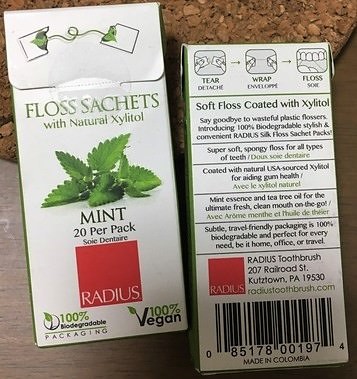 FLOSS SACHETS
with Natural Xylitol
MINT
20 Per Pack
Soie Dentaire
RADIUS
100%
Biodegradable
PACKAGING
100%
Vegan
TEAR
DETACHÉ
WRAP
ENVELOPPÉ
FLOSS
SOIE
Soft Floss Coated with Xylitol
Say goodbye to wasteful plastic flossers.
Introducing 100% Biodegradable stylish &
convenient RADIUS Silk Floss Sachet Packs!
Super soft, spongy floss for all types
of teeth / Doux soie dentaire
Coated with natural USA-sourced Xylitol
for aiding gum health /
Avec le xylitol naturel
Mint essence and tea tree oil for the
ultimate fresh, clean mouth on-the-go! /
Avec Arôme menthe et l'huile de théier
Subtle, travel-friendly packaging is 100%
biodegradable and perfect for every
need, be it home, office, or travel.
RADIUS
RADIUS Toothbrush
207 Railroad St.
Kutztown, PA 19530
radiustoothbrush.com
0 85178 00197 4
MADE IN COLOMBIA